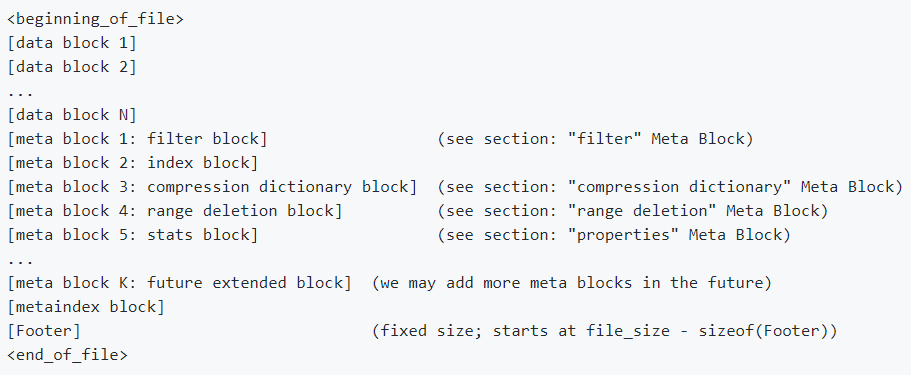 <beginning_of_file>
[data block 1]
[data block 2]
...
[data block N]
[meta block 1: filter block]                  (see section: "filter" Meta Block)
[meta block 2: index block]
[meta block 3: compression dictionary block]  (see section: "compression dictionary" Meta Block)
[meta block 4: range deletion block]          (see section: "range deletion" Meta Block)
[meta block 5: stats block]                   (see section: "properties" Meta Block)
...
[meta block K: future extended block]  (we may add more meta blocks in the future)
[metaindex block]
[Footer]                               (fixed size; starts at file_size - sizeof(Footer))
<end_of_file>